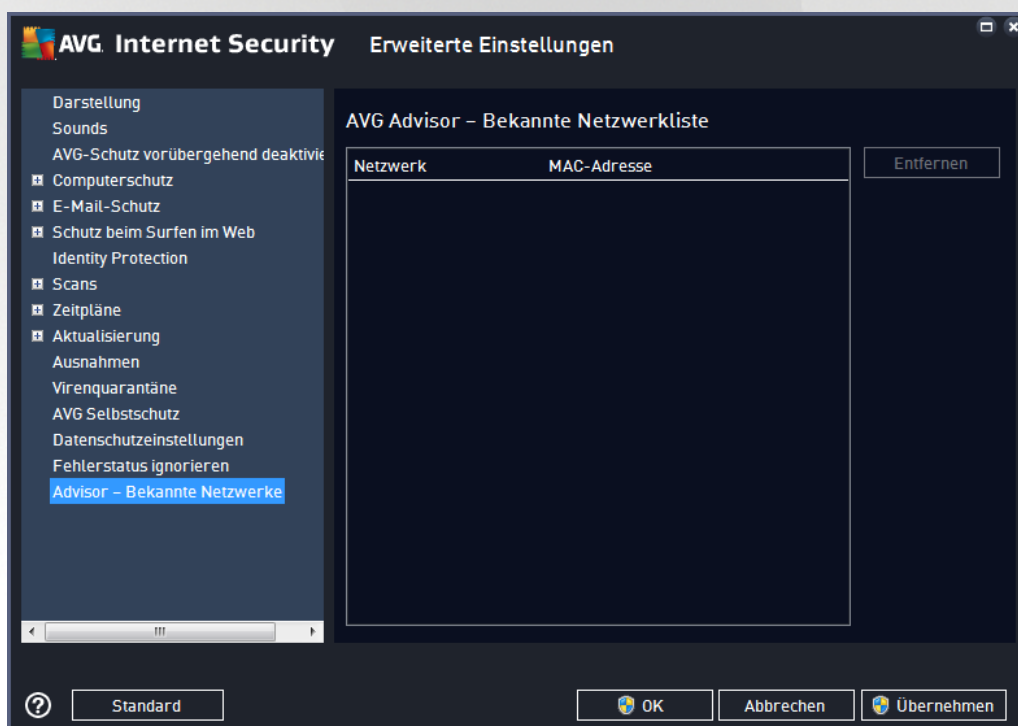 AVG. Internet Security Erweiterte Einstellungen
Darstellung
Sounds
AVG-Schutz vorübergehend deaktivie
Computerschutz
E-Mail-Schutz
Schutz beim Surfen im Web
Identity Protection
Scans
Zeitpläne
Aktualisierung
Ausnahmen
Virenquarantäne
AVG Selbstschutz
Datenschutzeinstellungen
Fehlerstatus ignorieren
Advisor – Bekannte Netzwerke
AVG Advisor – Bekannte Netzwerkliste
Netzwerk MAC-Adresse
Entfernen
Standard OK Abbrechen Übernehmen